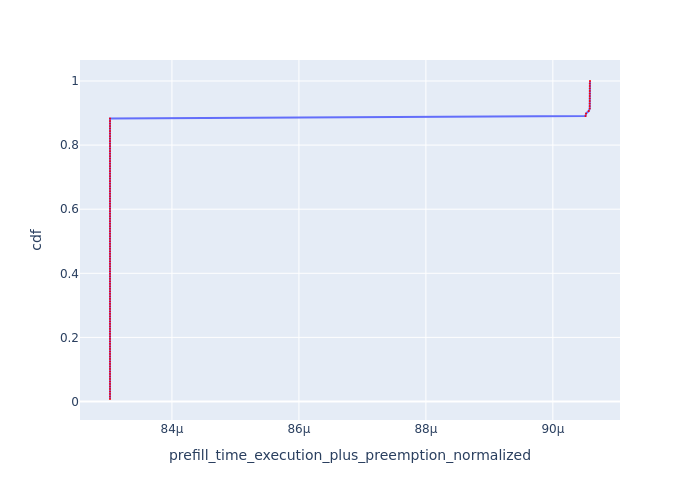 cdf
1
0.8
0.6
0.4
0.2
0
84μ
86μ
88μ
90μ
prefill_time_execution_plus_preemption_normalized